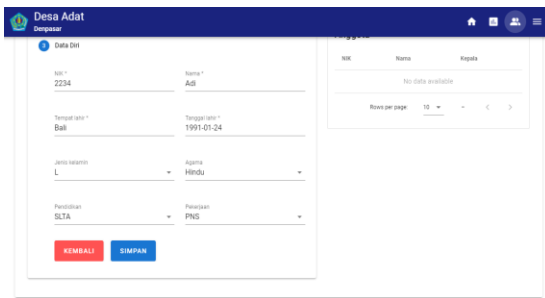 Desa Adat
Denpasar
Data Diri
Anggota
NIK *
2234
Nama *
Adi
Tempat lahir *
Bali
Tanggal lahir *
1991-01-24
Jenis kelamin
L
Agama
Hindu
Pendidikan
SLTA
Pekerjaan
PNS
KEMBALI
SIMPAN
NIK Nama Kepala
No data available
Rows per page: 10